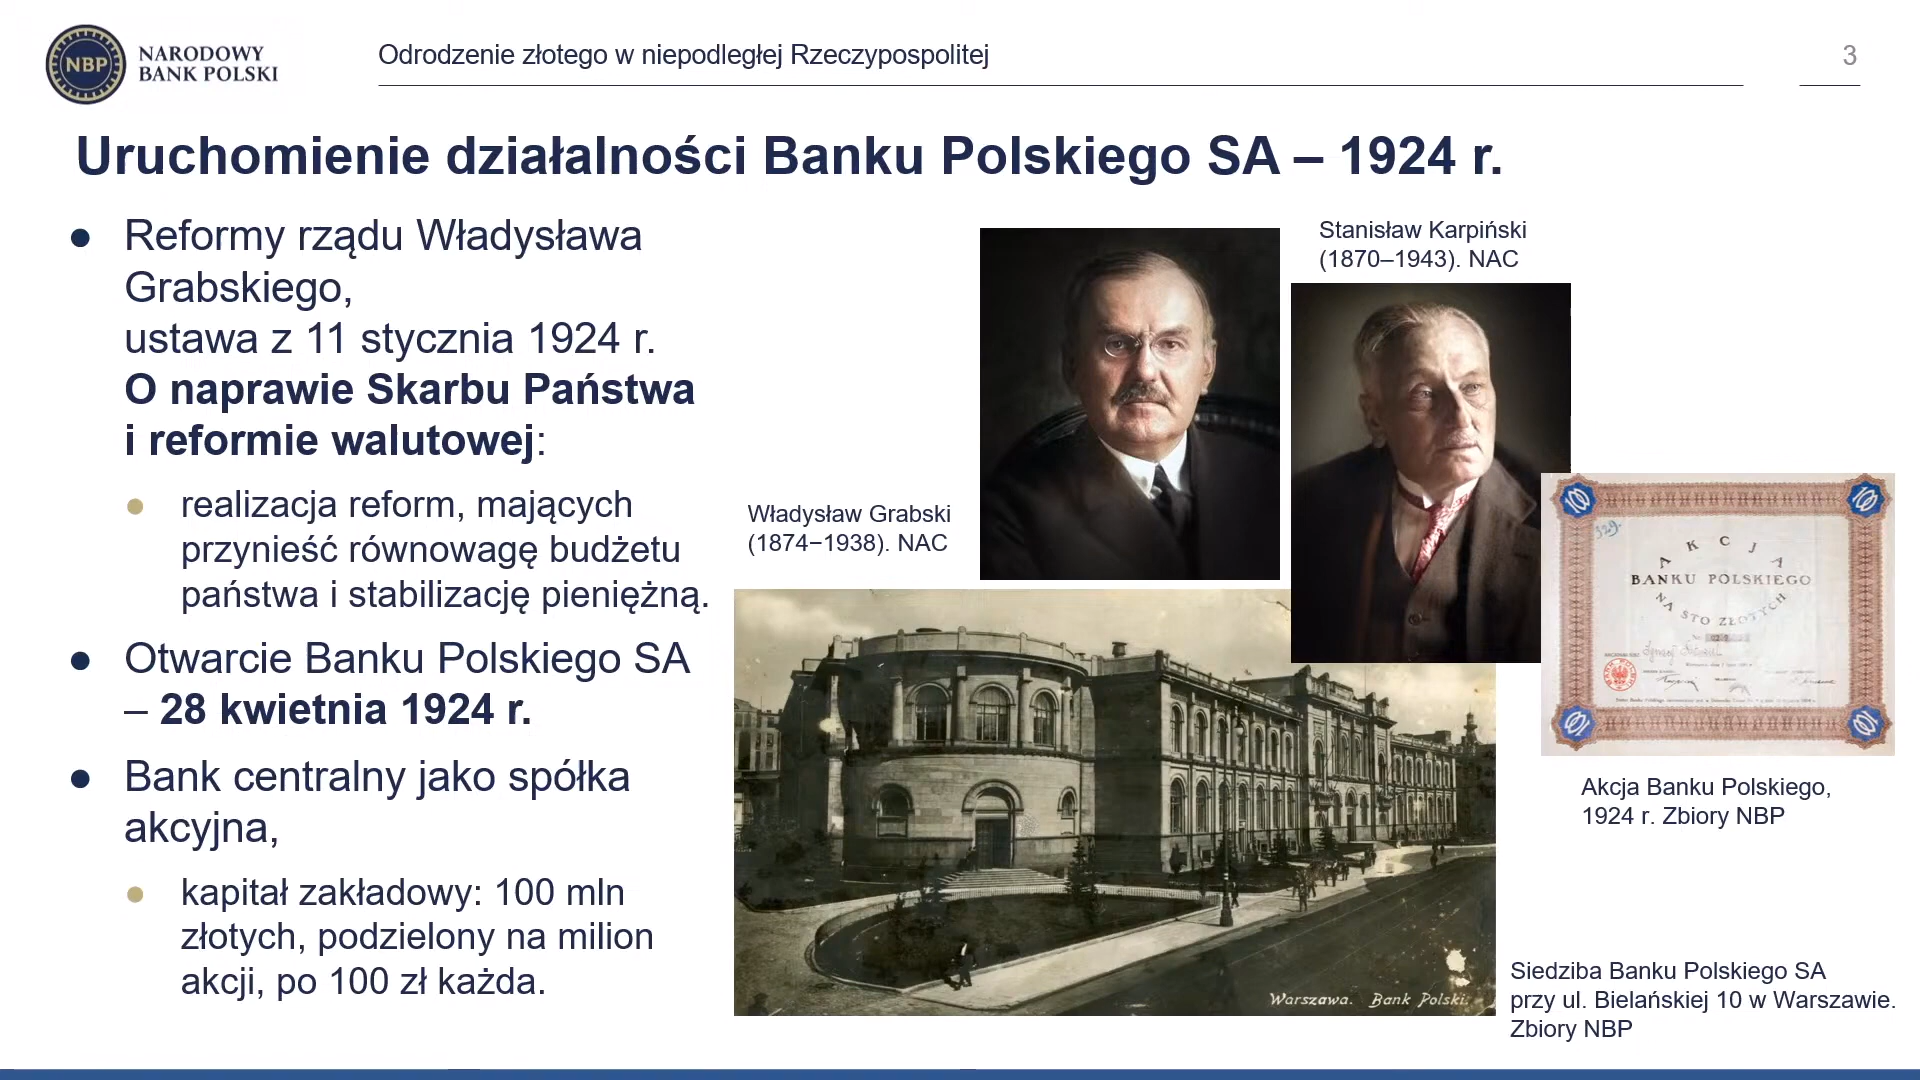 NBP
NARODOWY
BANK POLSKI
Odrodzenie złotego w niepodległej Rzeczypospolitej
3
Uruchomienie działalności Banku Polskiego SA – 1924 r.
Reformy rządu Władysława
Grabskiego,
ustawa z 11 stycznia 1924 r.
O naprawie Skarbu Państwa
i reformie walutowej:
realizacja reform, mających
przynieść równowagę budżetu
państwa i stabilizację pieniężną.
Otwarcie Banku Polskiego SA
– 28 kwietnia 1924 r.
Bank centralny jako spółka
akcyjna,
kapitał zakładowy: 100 mln
złotych, podzielony na milion
akcji, po 100 zł każda.
Władysław Grabski
(1874–1938). NAC
Stanisław Karpiński
(1870–1943). NAC
100
100
329.
AKCJA
BANKU POLSKIEGO
NA STO ZŁOTYCH
100
100
Akcja Banku Polskiego,
1924 r. Zbiory NBP
Warszawa. Bank Polski.
Siedziba Banku Polskiego SA
przy ul. Bielańskiej 10 w Warszawie.
Zbiory NBP